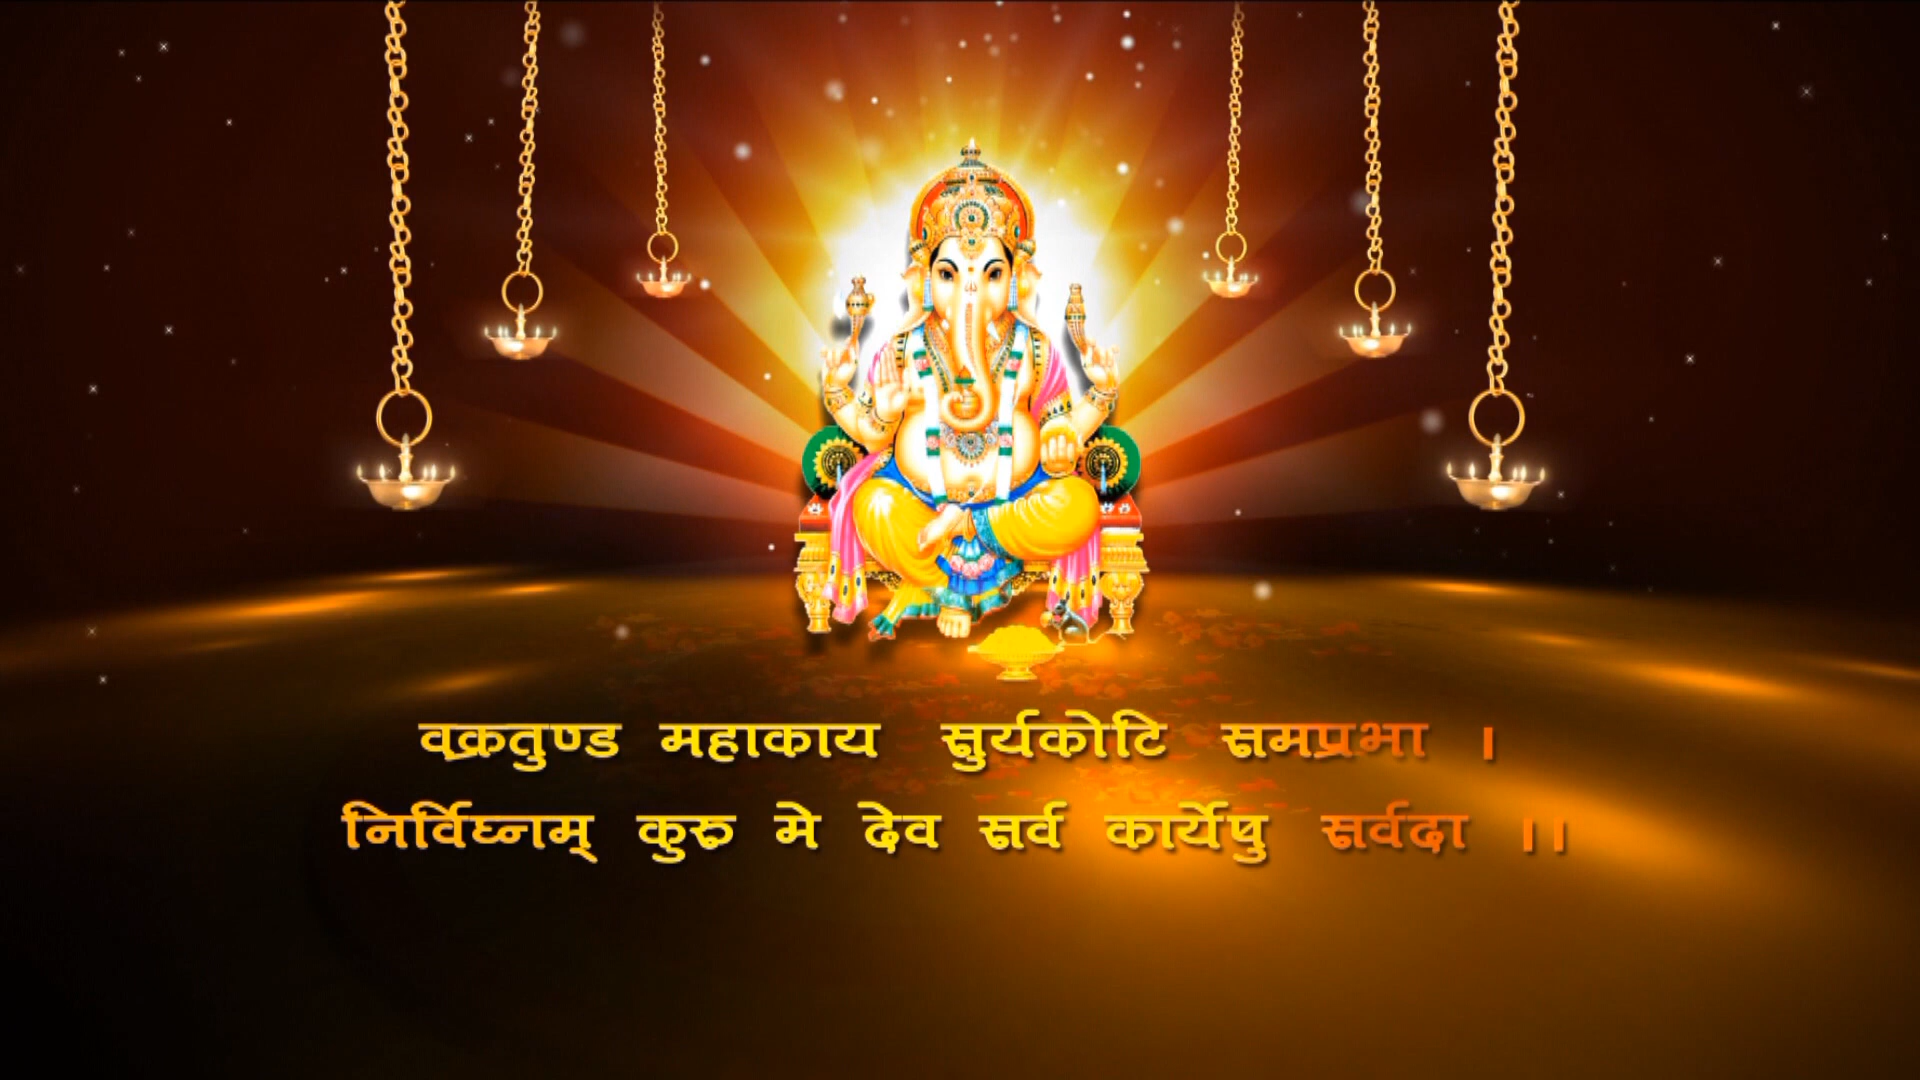 वक्रतुण्ड महाकाय सुर्यकोटि समप्रभा ।
निर्विघ्नम् कुरु मे देव सर्व कार्येपु सर्वदा ।।